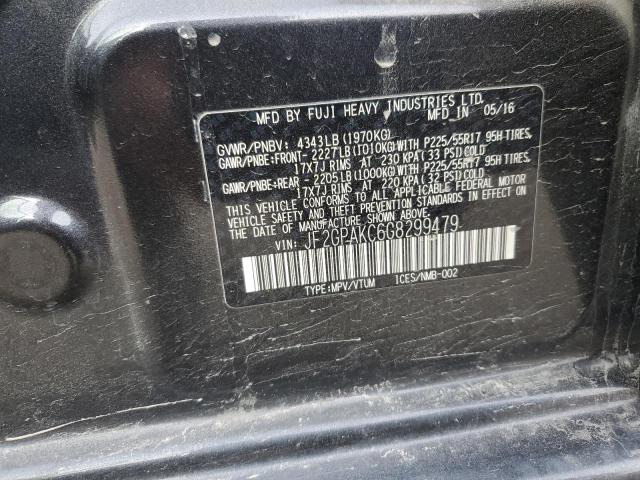 MFD BY FUJI HEAVY INDUSTRIES LTD.
MFD_IN 05/16
GVWR/PNBV: 4343LB (1970KG)
GAWR/PNBE:FRONT- 2227LB (1010KG)WITH P225/55R17 95H TIRES,
17X7J RIMS AT 230 KPA (33 PSI) COLD
GAWR/PNBE:REAR - 2205LB (1000KG)WITH P225/55R17 95H TIRES,
17X7J RIMS AT 220 KPA (32 PSI) COLD
THIS VEHICLE CONFORMS TO ALL APPLICABLE FEDERAL MOTOR
VEHICLE SAFETY AND THEFT PREVENTION STANDARDS IN EFFECT ON
THE DATE OF MANUFACTURE SHOWN ABOVE.
VIN: JF2GPAKC6G8299479
TYPE:MPV/VTUM ICES/NMB-002